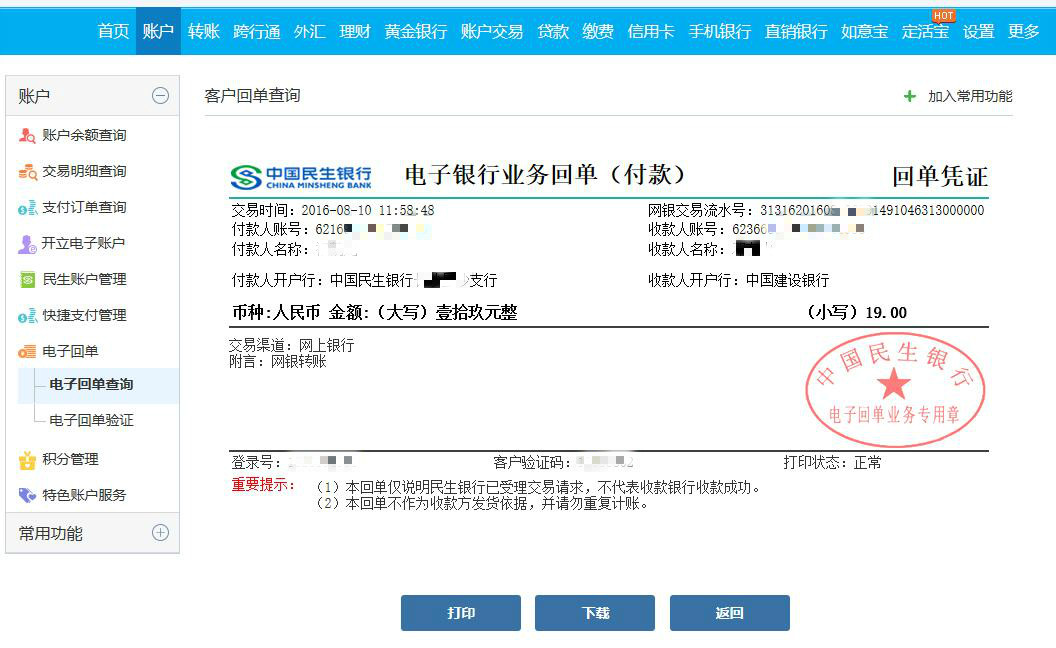 首页 账户 转账 跨行通 外汇 理财 黄金银行 账户交易 贷款 缴费 信用卡 手机银行 直销银行 如意宝 定活宝 HOT 设置 更多
账户
账户余额查询
交易明细查询
支付订单查询
开立电子账户
民生账户管理
快捷支付管理
电子回单
电子回单查询
电子回单验证
积分管理
特色账户服务
常用功能
客户回单查询 加入常用功能
中国民生银行 CHINA MINSHENG BANK 电子银行业务回单（付款） 回单凭证
交易时间：2016-08-10 11:58:48 网银交易流水号：313162016 1491046313000000
付款人账号：6216 收款人账号：6236
付款人名称： 收款人名称：
付款人开户行：中国民生银行 支行 收款人开户行：中国建设银行
币种:人民币 金额:（大写）壹拾玖元整 （小写）19.00
交易渠道：网上银行
附言：网银转账
中国民生银行
电子回单业务专用章
登录号： 客户验证码： 打印状态：正常
重要提示：（1）本回单仅说明民生银行已受理交易请求，不代表收款银行收款成功。
（2）本回单不作为收款方发货依据，并请勿重复计账。
打印 下载 返回